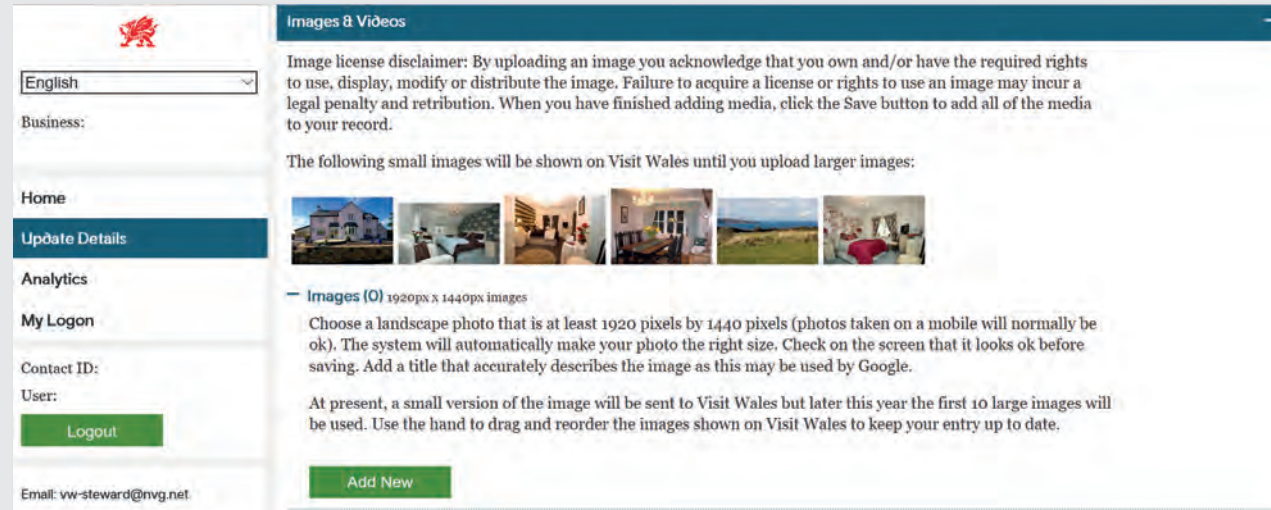 English
Business:
Home
Update Details
Analytics
My Logon
Contact ID:
User:
Logout
Email: vw-steward@nvg.net
Images & Videos
Image license disclaimer: By uploading an image you acknowledge that you own and/or have the required rights
to use, display, modify or distribute the image. Failure to acquire a license or rights to use an image may incur a
legal penalty and retribution. When you have finished adding media, click the Save button to add all of the media
to your record.
The following small images will be shown on Visit Wales until you upload larger images:
Images (0) 1920px x 1440px images
Choose a landscape photo that is at least 1920 pixels by 1440 pixels (photos taken on a mobile will normally be
ok). The system will automatically make your photo the right size. Check on the screen that it looks ok before
saving. Add a title that accurately describes the image as this may be used by Google.
At present, a small version of the image will be sent to Visit Wales but later this year the first 10 large images will
be used. Use the hand to drag and reorder the images shown on Visit Wales to keep your entry up to date.
Add New